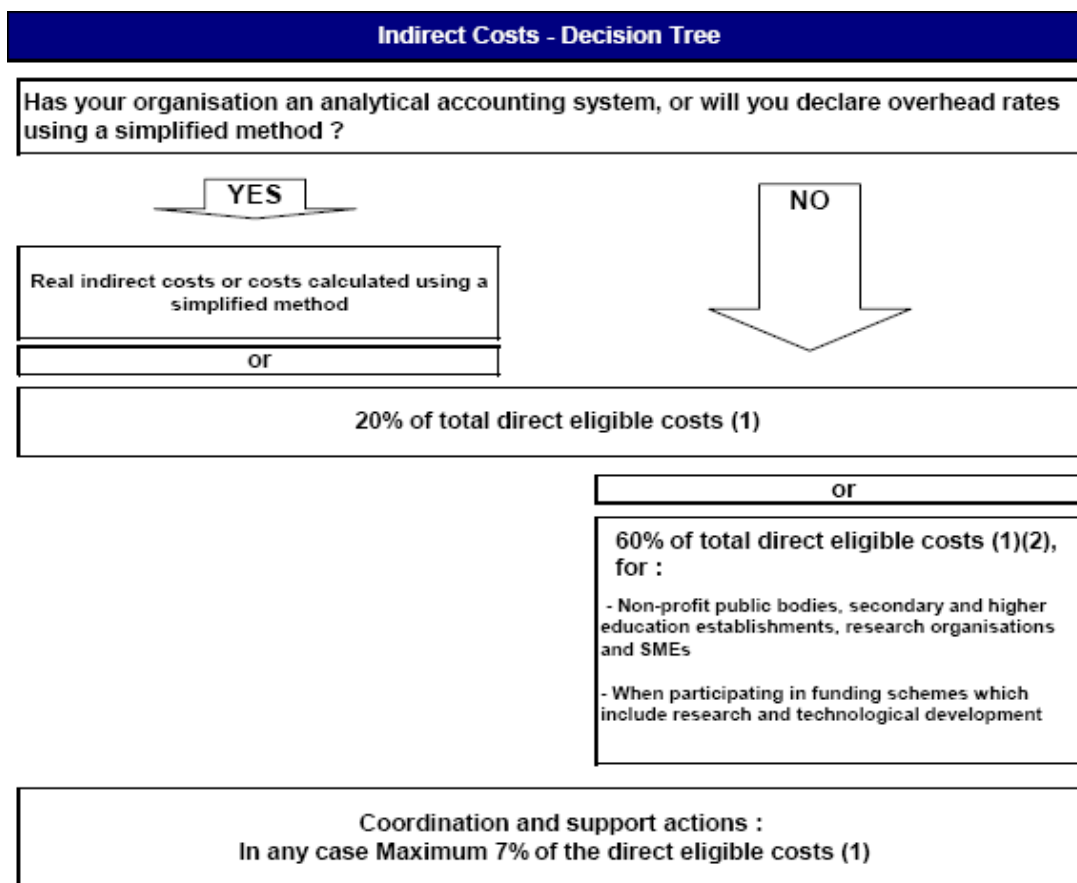 Indirect Costs - Decision Tree
Has your organisation an analytical accounting system, or will you declare overhead rates
using a simplified method ?
YES
NO
Real indirect costs or costs calculated using a
simplified method
or
20% of total direct eligible costs (1)
or
60% of total direct eligible costs (1)(2),
for :
- Non-profit public bodies, secondary and higher
education establishments, research organisations
and SMEs
- When participating in funding schemes which
include research and technological development
Coordination and support actions :
In any case Maximum 7% of the direct eligible costs (1)